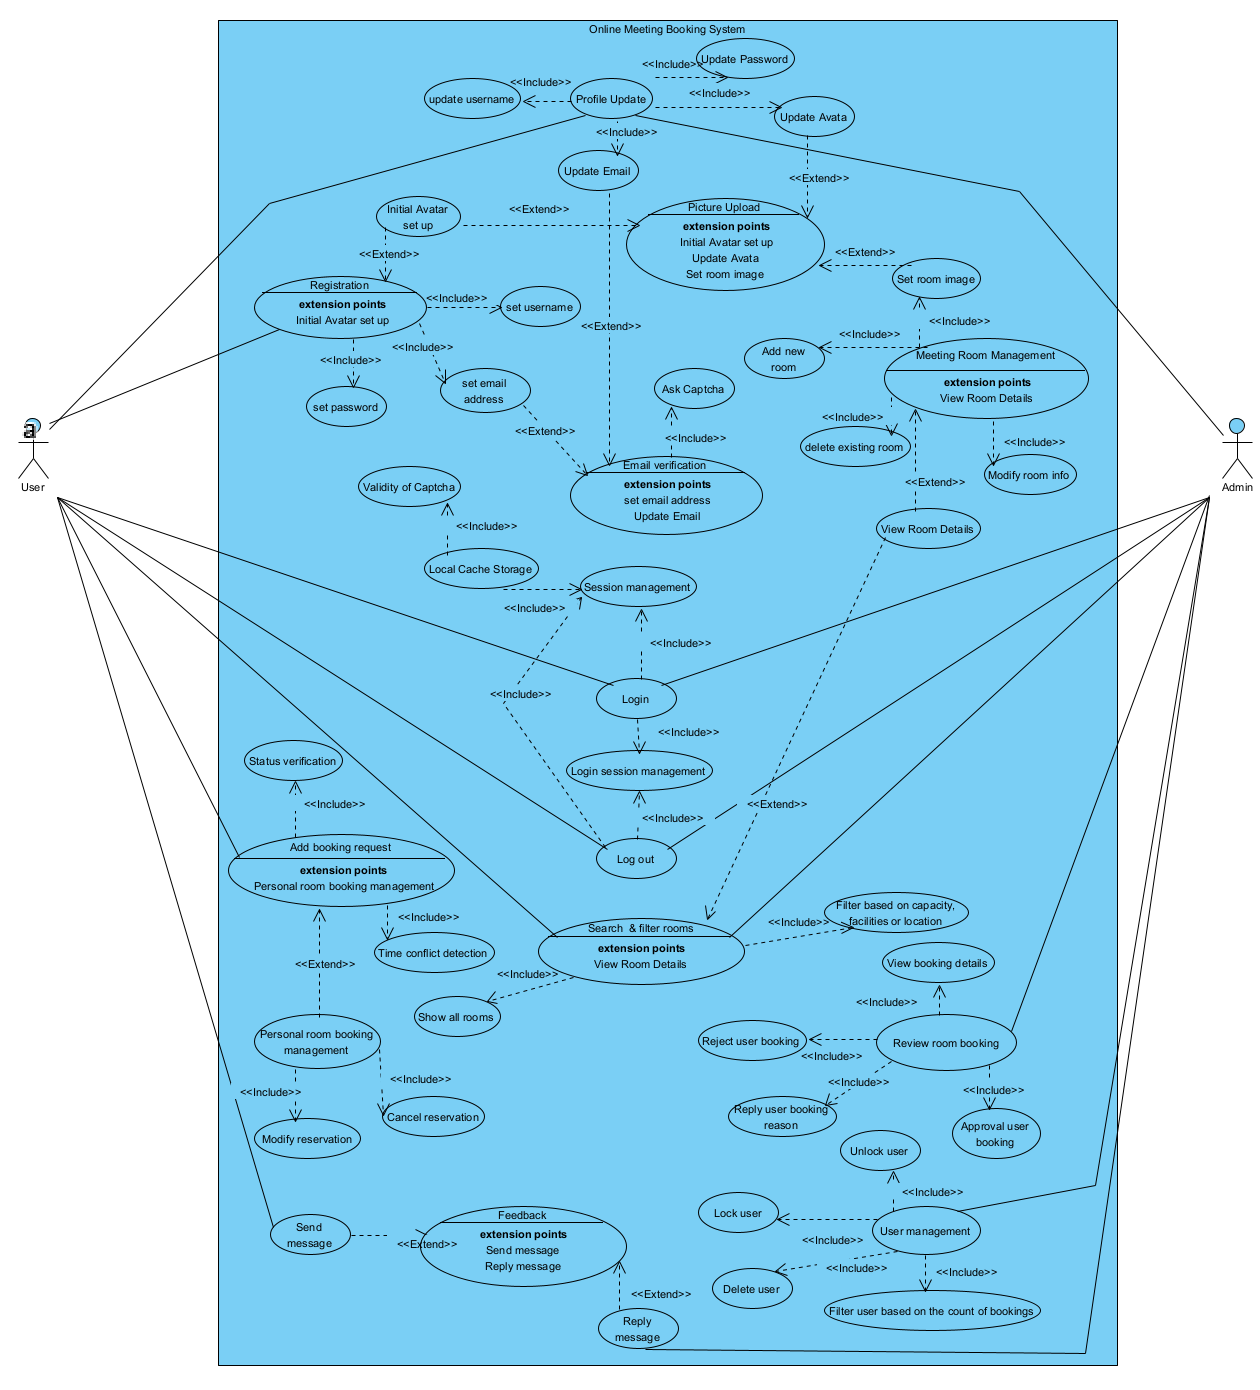 Online Meeting Booking System
Update Password
<<Include>>
<<Include>>
update username
Profile Update
<<Include>>
Update Avata
<<Include>>
Update Email
<<Extend>>
Initial Avatar
set up
<<Extend>>
Picture Upload
extension points
Initial Avatar set up
Update Avata
Set room image
<<Extend>>
<<Extend>>
Set room image
Registration
extension points
Initial Avatar set up
<<Include>>
set username
<<Extend>>
<<Include>>
<<Include>>
<<Include>>
<<Include>>
Add new
room
Meeting Room Management
extension points
View Room Details
set email
address
set password
Ask Captcha
<<Include>>
<<Extend>>
<<Include>>
<<Include>>
delete existing room
User
Admin
Email verification
extension points
set email address
Update Email
Modify room info
<<Extend>>
Validity of Captcha
<<Include>>
View Room Details
Local Cache Storage
Session management
<<Include>>
<<Include>>
<<Include>>
Login
<<Include>>
Status verification
Login session management
<<Include>>
<<Extend>>
<<Include>>
Add booking request
extension points
Personal room booking management
Log out
Filter based on capacity,
facilities or location
<<Include>>
<<Include>>
Search & filter rooms
extension points
View Room Details
Time conflict detection
<<Extend>>
<<Include>>
View booking details
<<Include>>
Show all rooms
Personal room booking
management
Reject user booking
Review room booking
<<Include>>
<<Include>>
<<Include>>
<<Include>>
<<Include>>
Reply user booking
reason
Cancel reservation
Modify reservation
Approval user
booking
Unlock user
<<Include>>
Lock user
Send
message
Feedback
extension points
Send message
Reply message
<<Extend>>
User management
<<Include>>
<<Include>>
<<Include>>
Delete user
<<Extend>>
Filter user based on the count of bookings
Reply
message